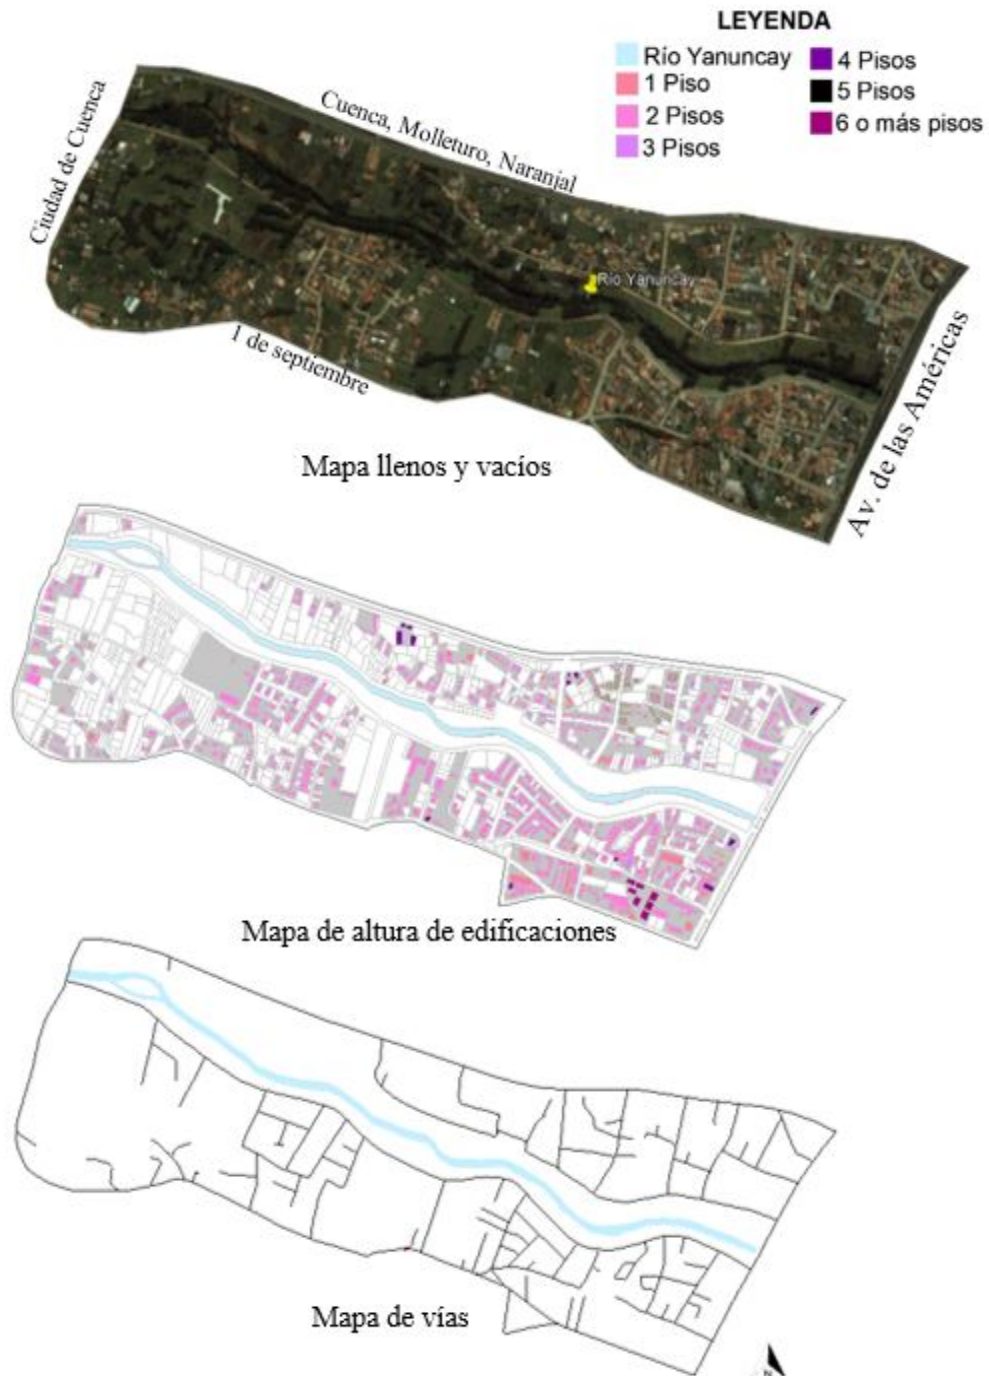 LEYENDA
Río Yanuncay
1 Piso
2 Pisos
3 Pisos
4 Pisos
5 Pisos
6 o más pisos
Ciudad de Cuenca
Cuenca, Molleturo, Naranjal
Río Yanuncay
1 de septiembre
Av. de las Américas
Mapa llenos y vacíos
Mapa de altura de edificaciones
Mapa de vías